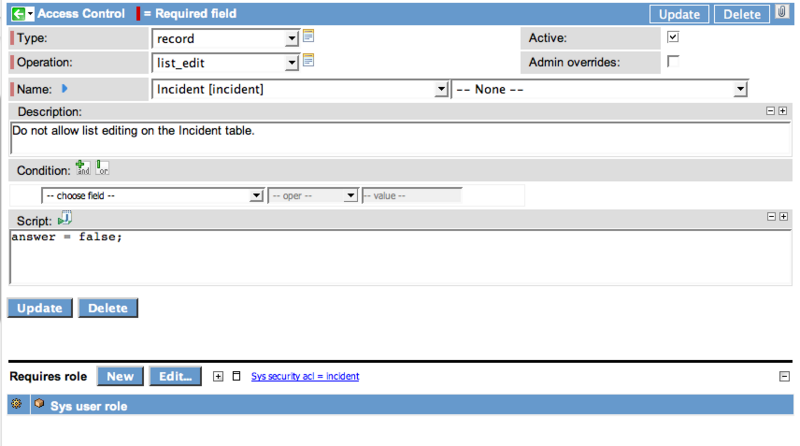 Access Control = Required field Update Delete
Type: record Active:
Operation: list_edit Admin overrides:
Name: Incident [incident] -- None --
Description:
Do not allow list editing on the Incident table.
Condition: and or
-- choose field -- -- oper -- -- value --
Script:
answer = false;
Update Delete
Requires role New Edit... Sys security acl = incident
Sys user role